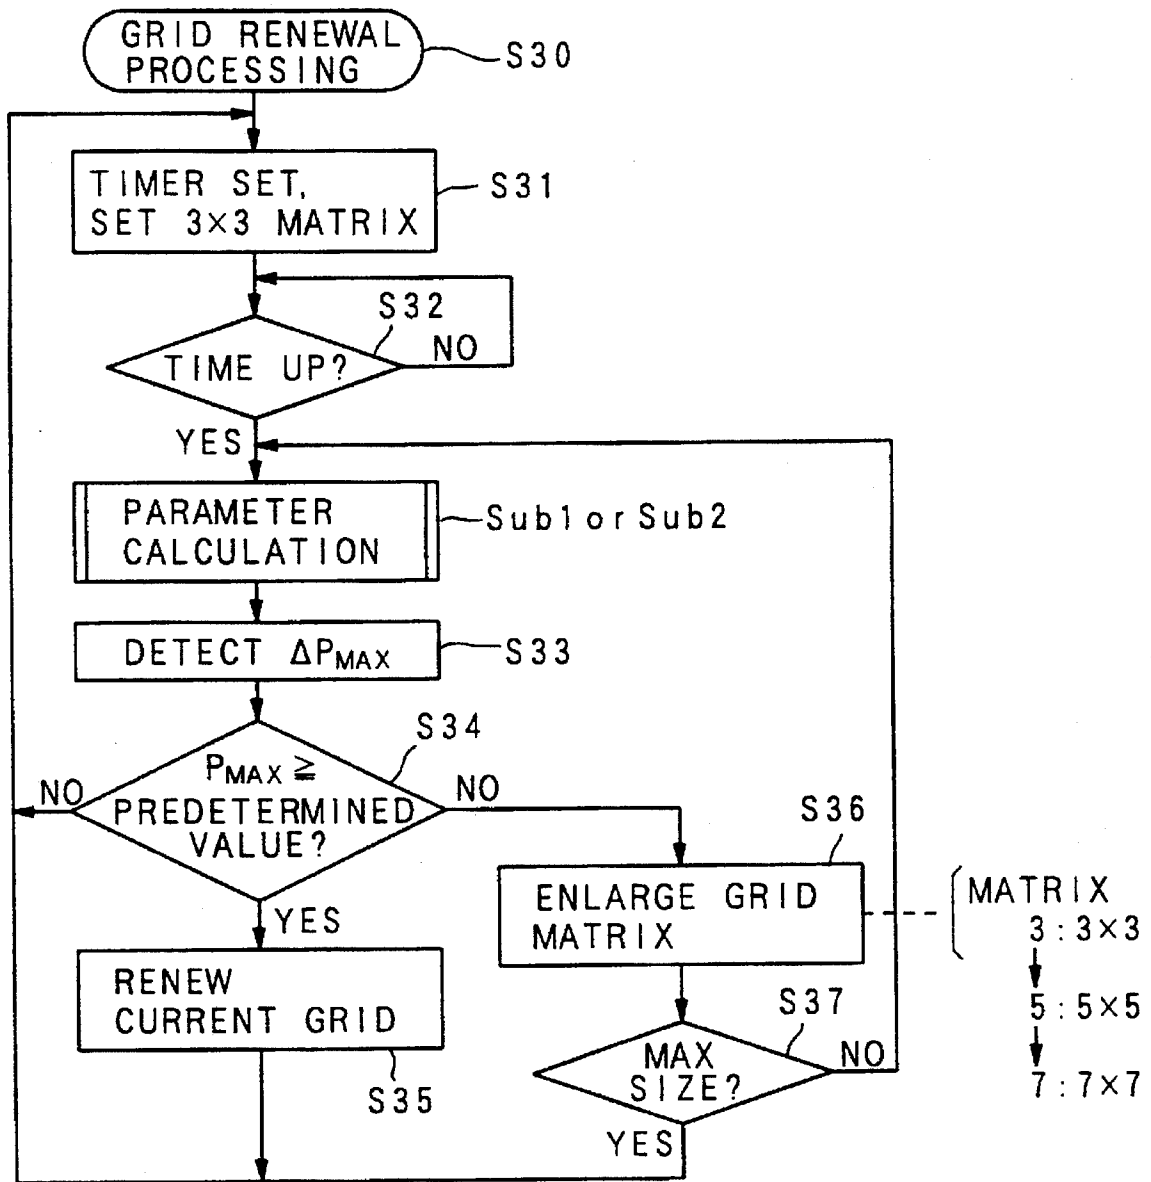 GRID RENEWAL
PROCESSING
S30
TIMER SET,
SET 3×3 MATRIX
S31
S32
TIME UP?
NO
YES
PARAMETER
CALCULATION
Sub1 or Sub2
DETECT ΔPMAX
S33
S34
PMAX ≧
PREDETERMINED
VALUE?
NO
NO
YES
S36
ENLARGE GRID
MATRIX
MATRIX
3:3×3
5:5×5
7:7×7
RENEW
CURRENT GRID
S35
S37
MAX
SIZE?
NO
YES